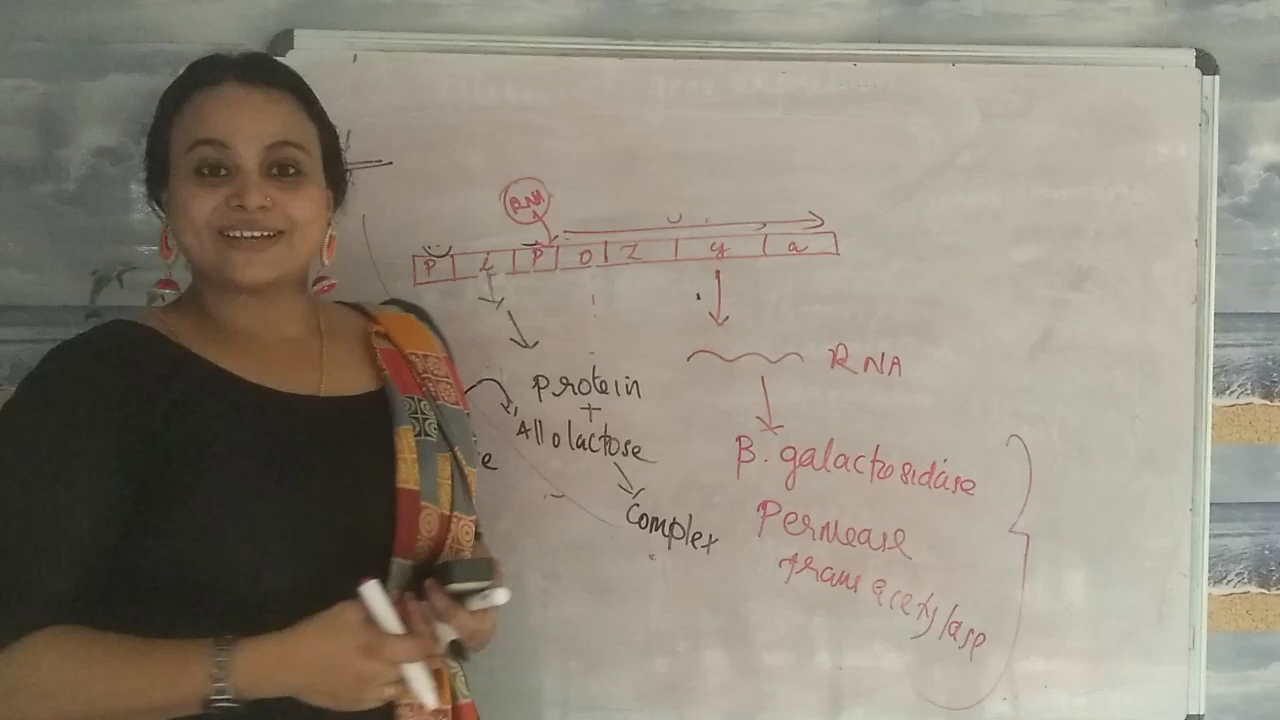 RNA
P i P O Z y a
RNA
protein
+
Allolactose
Complex
β. galactosidase
Permease
transacetylase